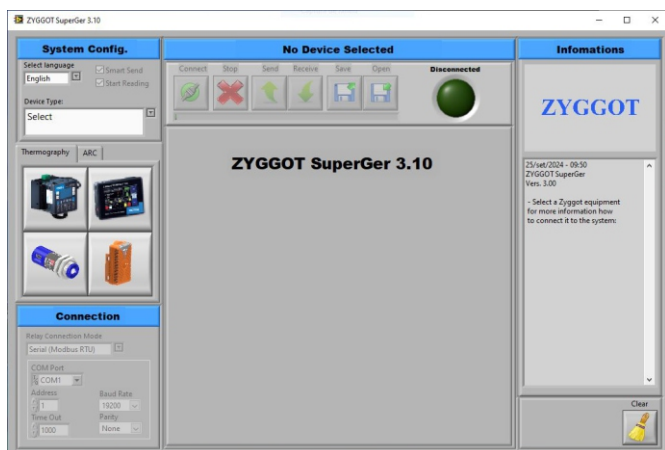 ZYGGOT SuperGer 3.10
System Config.
Select language
English
Smart Send
Start Reading
Device Type:
Select
Thermography
ARC
Connection
Relay Connection Mode
Serial (Modbus RTU)
COM Port
COM1
Address
Baud Rate
1
19200
Time Out
Parity
1000
None
No Device Selected
Connect Stop Send Receive Save Open
Disconnected
ZYGGOT SuperGer 3.10
Infomations
ZYGGOT
25/set/2024 - 09:50
ZYGGOT SuperGer
Vers. 3.00
- Select a Zyggot equipment
for more information how
to connect it to the system:
Clear